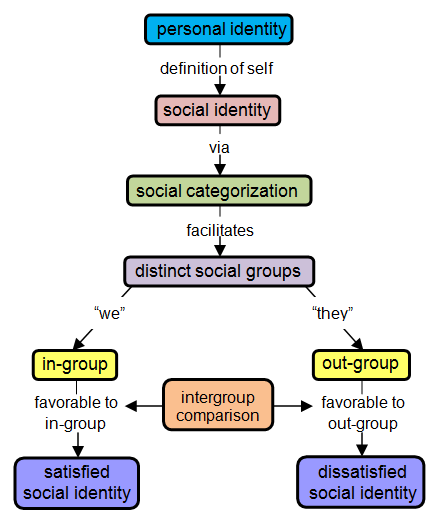 personal identity
definition of self
social identity
via
social categorization
facilitates
distinct social groups
“we”
“they”
in-group
out-group
favorable to
in-group
intergroup
comparison
favorable to
out-group
satisfied
social identity
dissatisfied
social identity